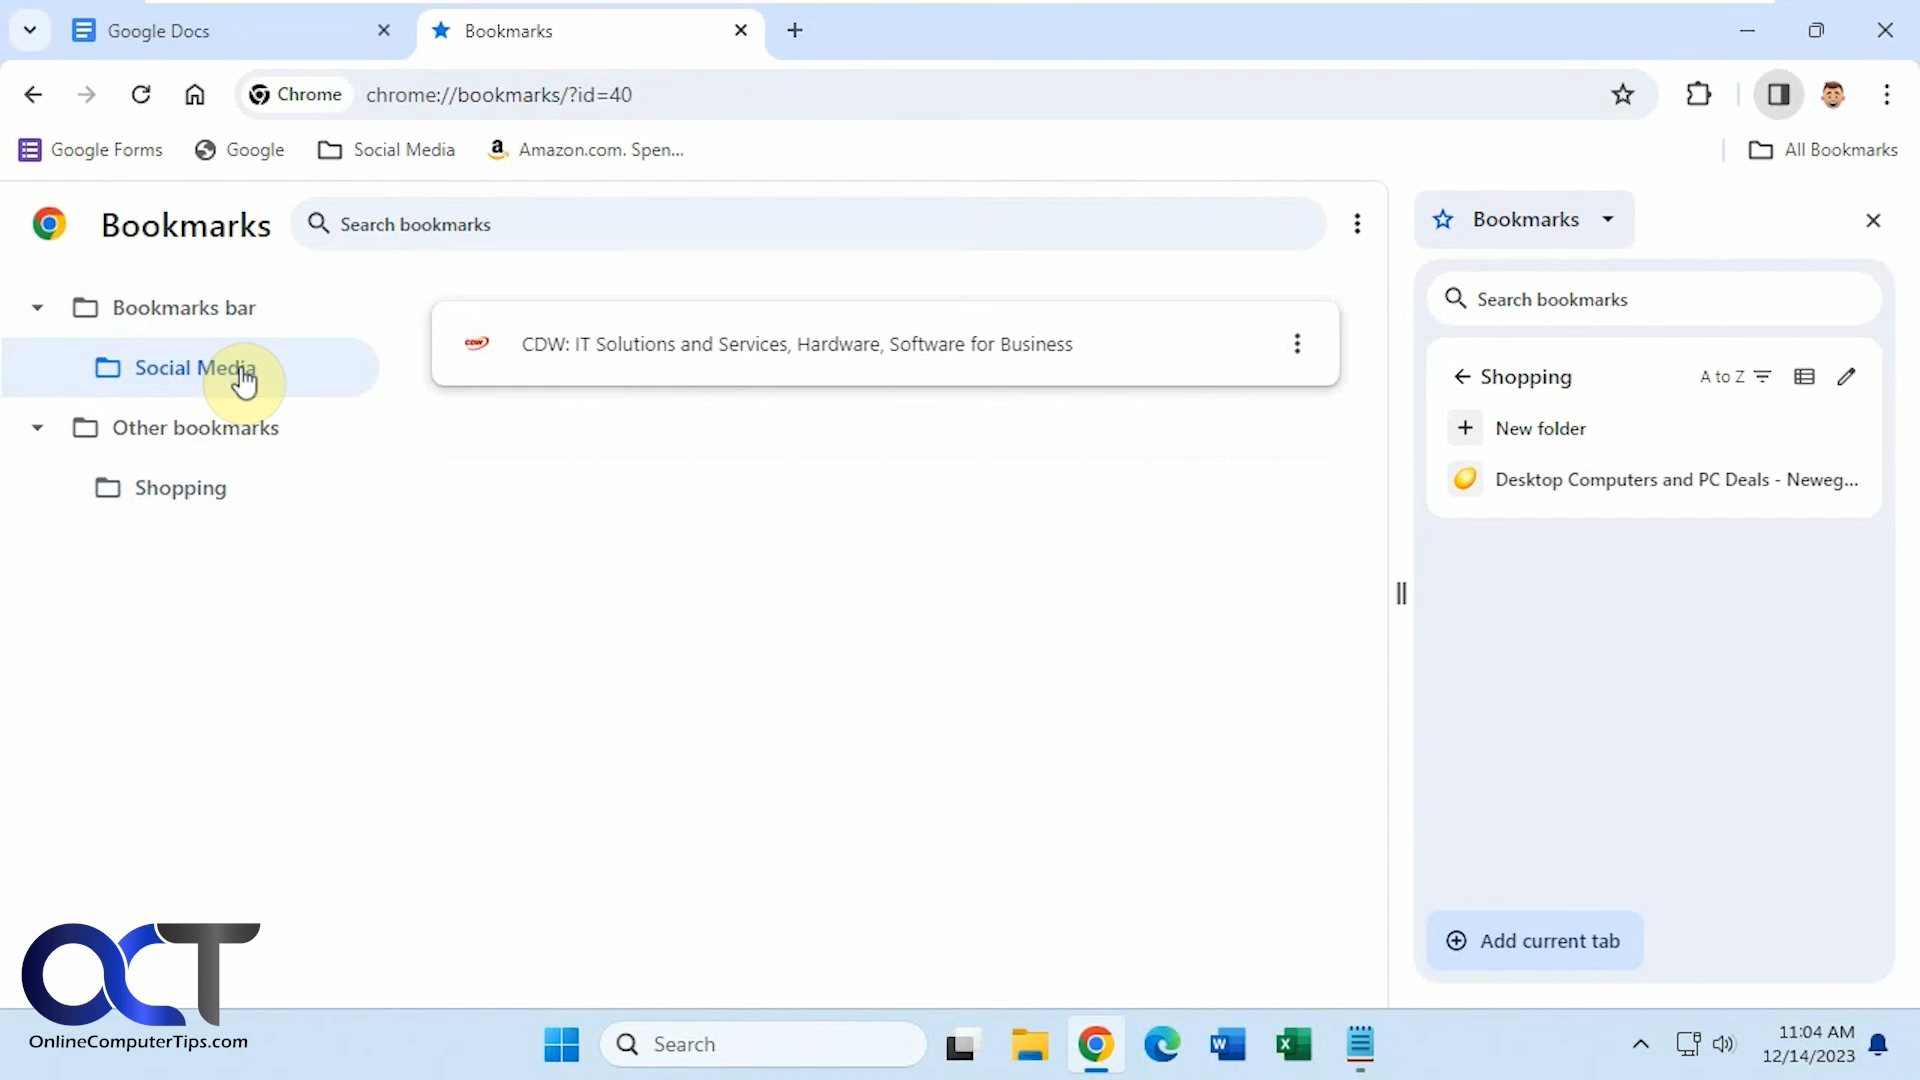 Google Docs
Bookmarks
Chrome
chrome://bookmarks/?id=40
Google Forms
Google
Social Media
Amazon.com. Spen...
All Bookmarks
Bookmarks
Search bookmarks
Bookmarks
Search bookmarks
Bookmarks bar
Social Media
Other bookmarks
Shopping
CDW: IT Solutions and Services, Hardware, Software for Business
Shopping
A to Z
New folder
Desktop Computers and PC Deals - Neweg...
Add current tab
OCT
OnlineComputerTips.com
Search
11:04 AM
12/14/2023